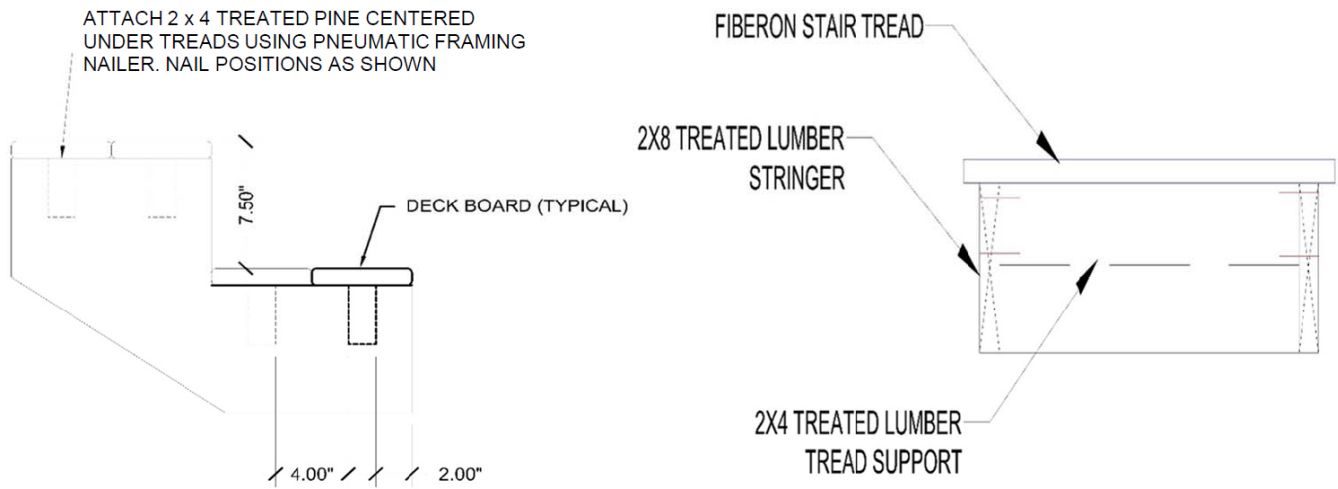 ATTACH 2 x 4 TREATED PINE CENTERED
UNDER TREADS USING PNEUMATIC FRAMING
NAILER. NAIL POSITIONS AS SHOWN
7.50"
DECK BOARD (TYPICAL)
4.00"
2.00"
FIBERON STAIR TREAD
2X8 TREATED LUMBER
STRINGER
2X4 TREATED LUMBER
TREAD SUPPORT